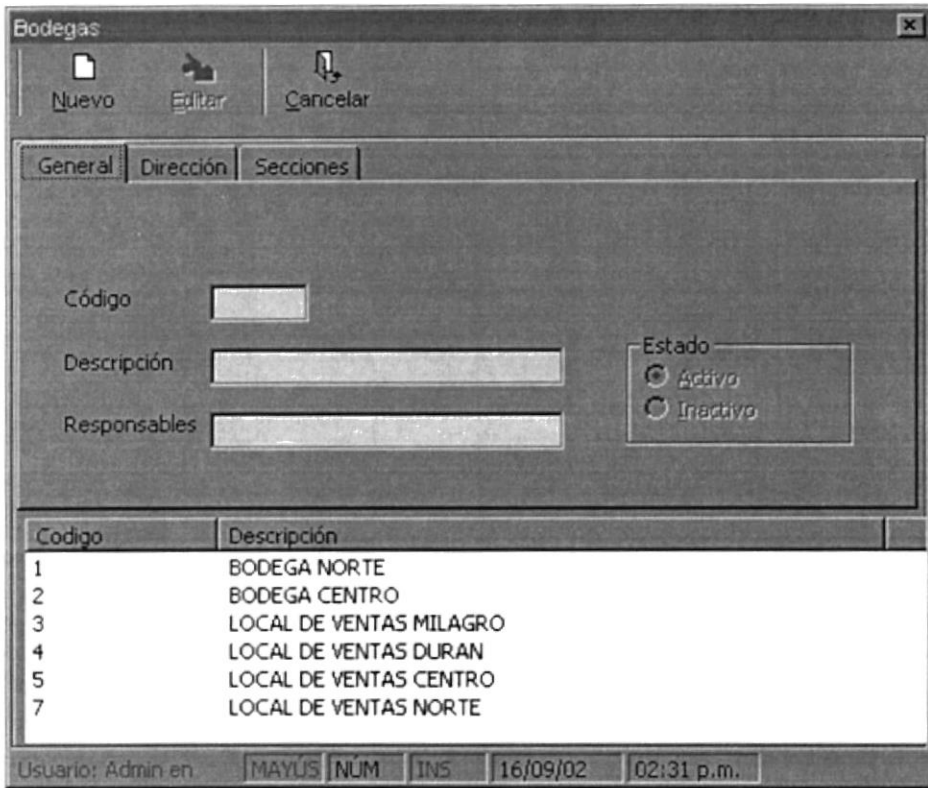 Bodegas
Nuevo Editar Cancelar
General Dirección Secciones
Código
Descripción
Responsables
Estado
Activo
Inactivo
Codigo Descripción
1 BODEGA NORTE
2 BODEGA CENTRO
3 LOCAL DE VENTAS MILAGRO
4 LOCAL DE VENTAS DURAN
5 LOCAL DE VENTAS CENTRO
7 LOCAL DE VENTAS NORTE
Usuario: Admin en MAYÚS NÚM INS 16/09/02 02:31 p.m.